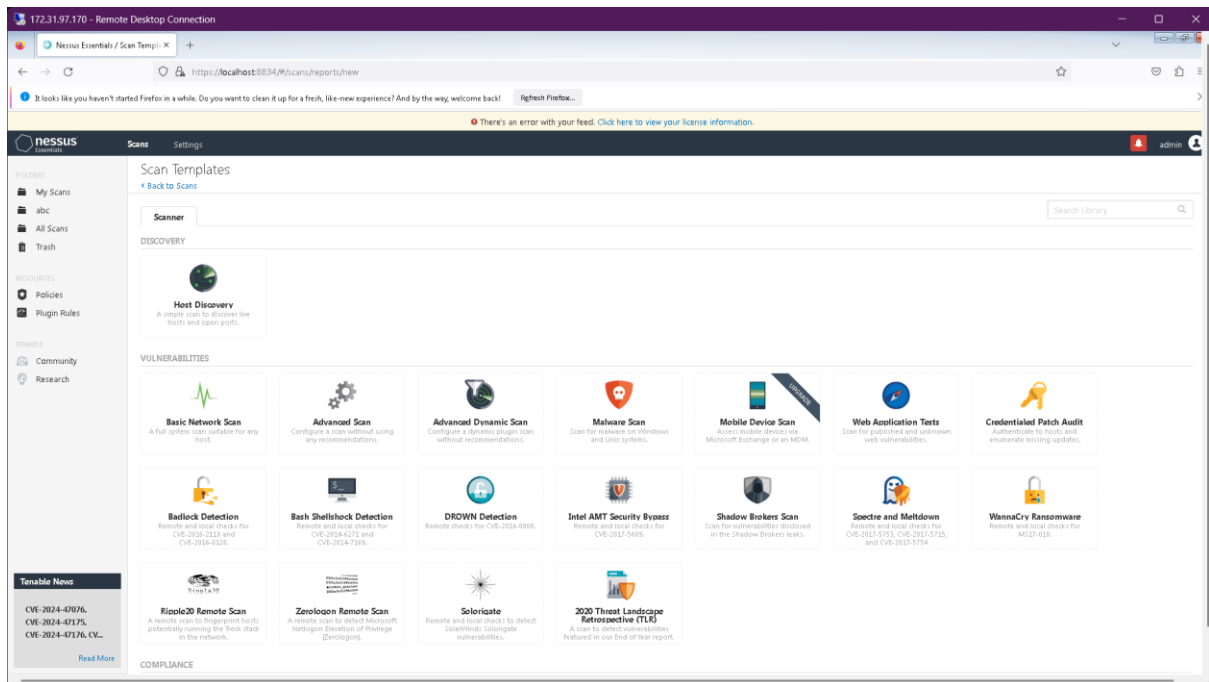 172.31.97.170 - Remote Desktop Connection
Nessus Essentials / Scan Templ
https://localhost:8834/#/scans/reports/new
It looks like you haven't started Firefox in a while. Do you want to clean it up for a fresh, like-new experience? And by the way, welcome back!
Refresh Firefox...
There's an error with your feed. Click here to view your license information.
nessus
Essentials
Scans
Settings
admin
FOLDERS
My Scans
abc
All Scans
Trash
RESOURCES
Policies
Plugin Rules
TENABLE
Community
Research
Tenable News
CVE-2024-47076,
CVE-2024-47175,
CVE-2024-47176, CV...
Read More
Scan Templates
Back to Scans
Scanner
Search Library
DISCOVERY
Host Discovery
A simple scan to discover live
hosts and open ports.
VULNERABILITIES
Basic Network Scan
A full system scan suitable for any
host.
Advanced Scan
Configure a scan without using
any recommendations.
Advanced Dynamic Scan
Configure a dynamic plugin scan
without recommendations.
Malware Scan
Scan for malware on Windows
and Unix systems.
UPGRADE
Mobile Device Scan
Assess mobile devices via
Microsoft Exchange or an MDM.
Web Application Tests
Scan for published and unknown
web vulnerabilities.
Credentialed Patch Audit
Authenticate to hosts and
enumerate missing updates.
Badlock Detection
Remote and local checks for
CVE-2016-2118 and
CVE-2016-0128.
Bash Shellshock Detection
Remote and local checks for
CVE-2014-6271 and
CVE-2014-7169.
DROWN Detection
Remote checks for CVE-2016-0800.
Intel AMT Security Bypass
Remote and local checks for
CVE-2017-5689.
Shadow Brokers Scan
Scan for vulnerabilities disclosed
in the Shadow Brokers leaks.
Spectre and Meltdown
Remote and local checks for
CVE-2017-5753, CVE-2017-5715,
and CVE-2017-5754
WannaCry Ransomware
Remote and local checks for
MS17-010.
Ripple20
Ripple20 Remote Scan
A remote scan to fingerprint hosts
potentially running the Treck stack
in the network.
Zerologon Remote Scan
A remote scan to detect Microsoft
Netlogon Elevation of Privilege
(Zerologon).
Solorigate
Remote and local checks to detect
SolarWinds Solorigate
vulnerabilities.
2020 Threat Landscape
Retrospective (TLR)
A scan to detect vulnerabilities
featured in our End of Year report.
COMPLIANCE